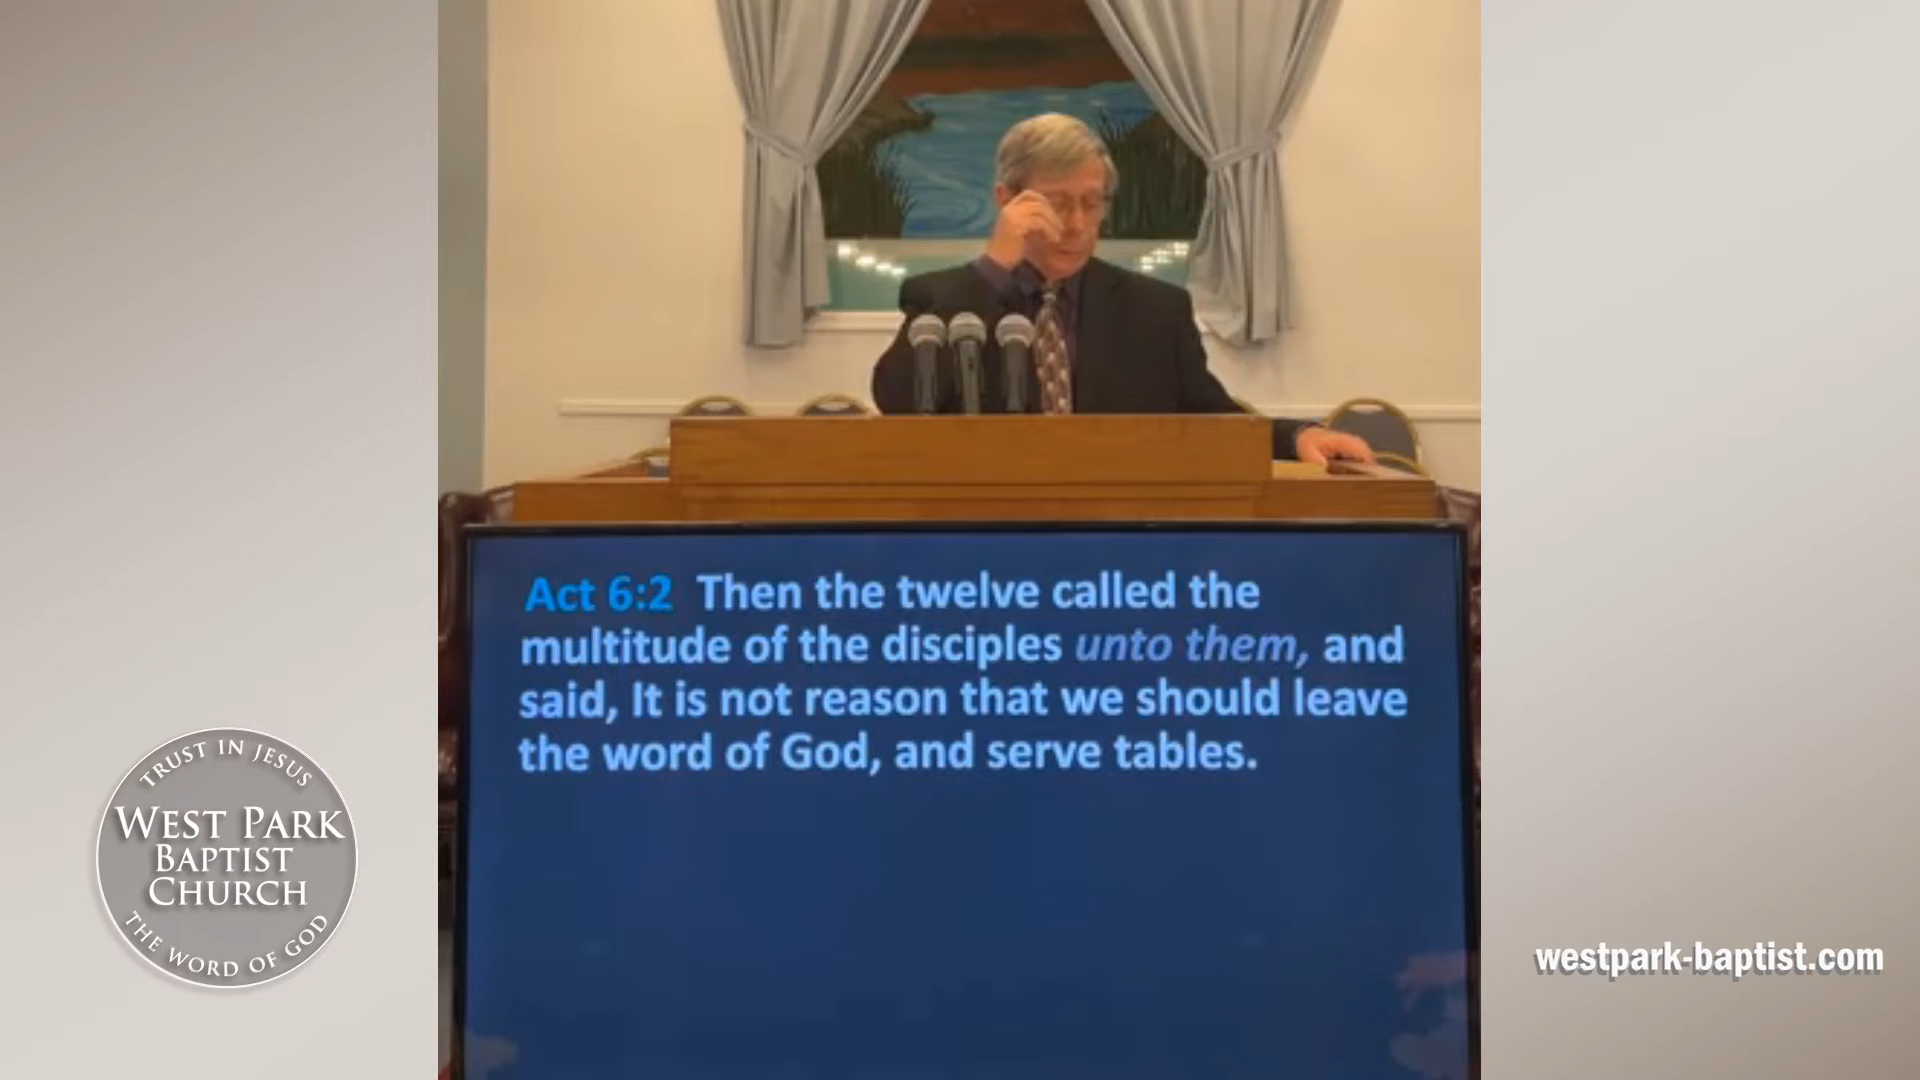 Act 6:2 Then the twelve called the
multitude of the disciples unto them, and
said, It is not reason that we should leave
the word of God, and serve tables.
TRUST IN JESUS
WEST PARK
BAPTIST
CHURCH
THE WORD OF GOD
westpark-baptist.com